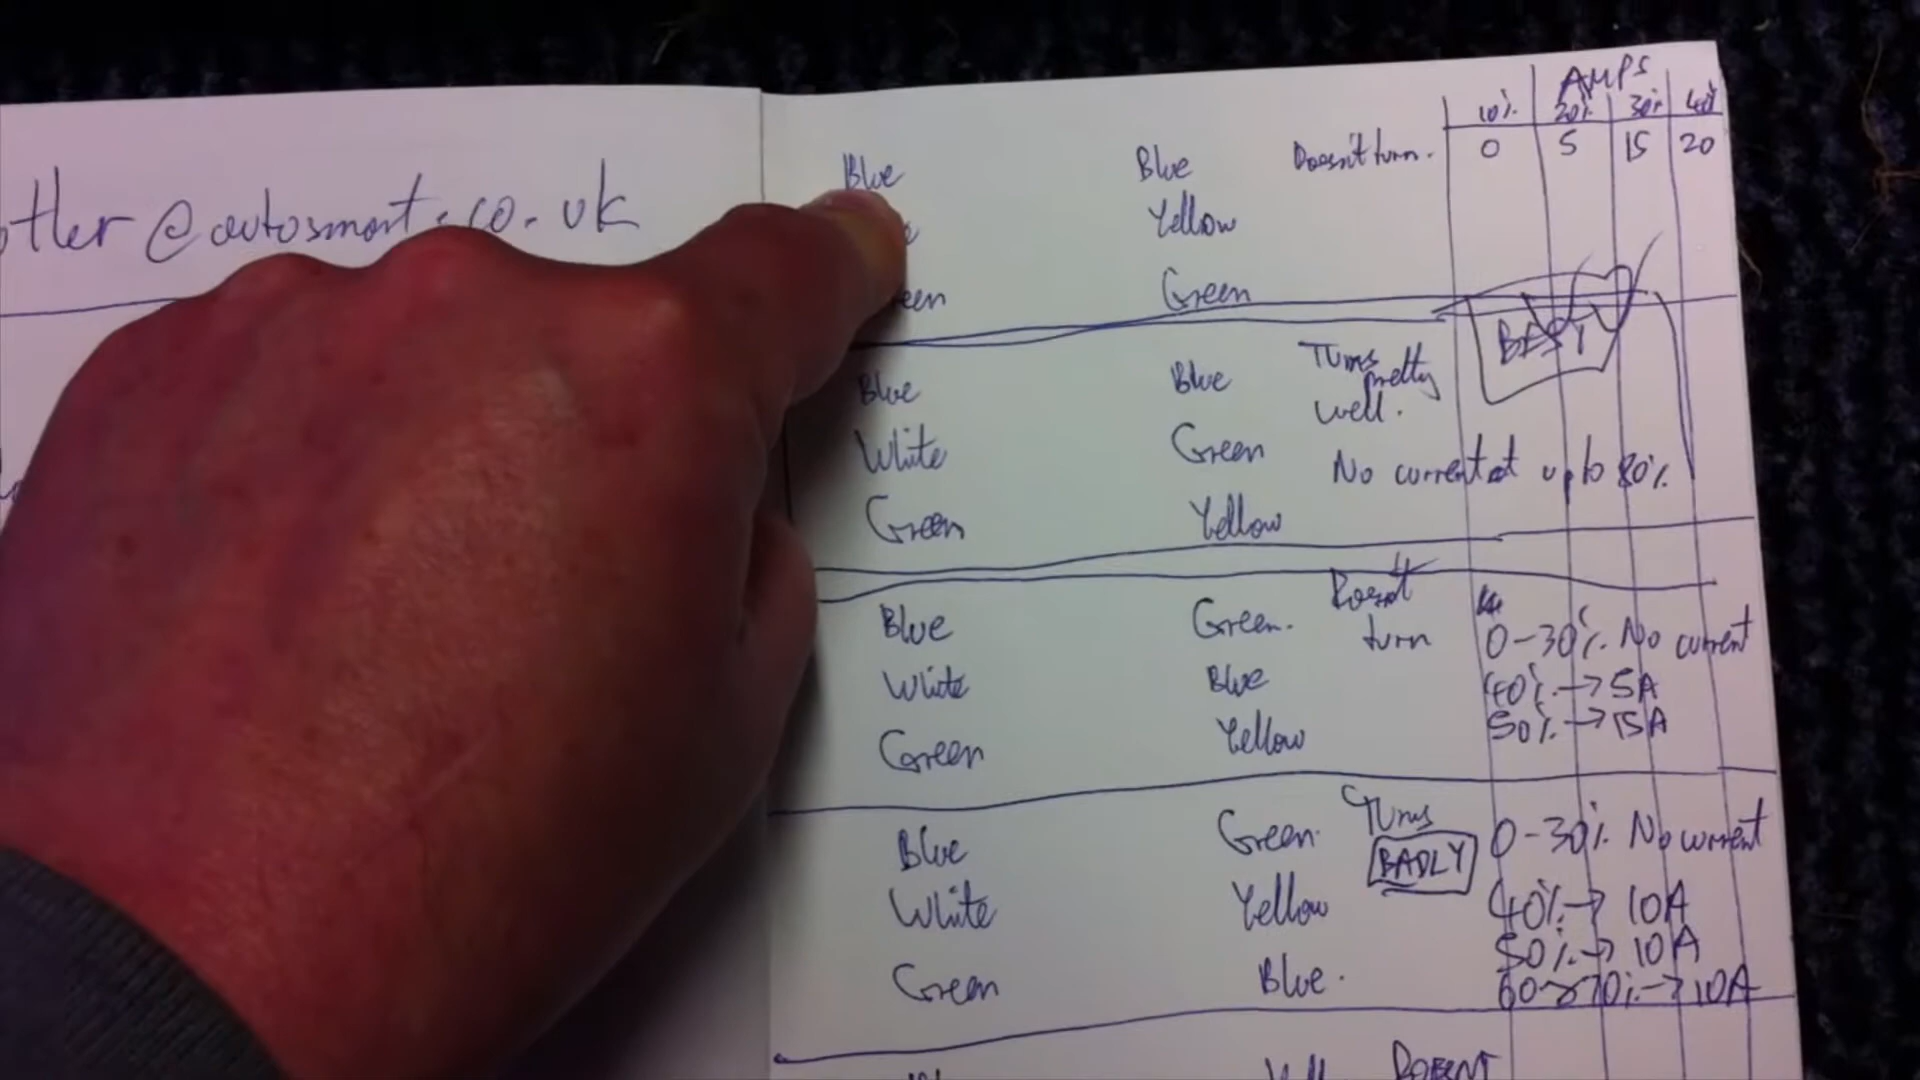 otler@autosmart.co.uk
AMPS
10% 20% 30% 40%
Blue Blue Doesn't turn. 0 5 15 20
Yellow
Green
BEST
Blue Blue Turns pretty well.
White Green No current at up to 80%
Green Yellow
Blue Green. Doesn't turn 0-30% No current
White Blue 40% → 5A
Green Yellow 50% → 15A
Blue Green Turns BADLY 0-30% No current
White Yellow 40% → 10A
50% → 10A
Green Blue. 60-70% → 10A
Doesnt